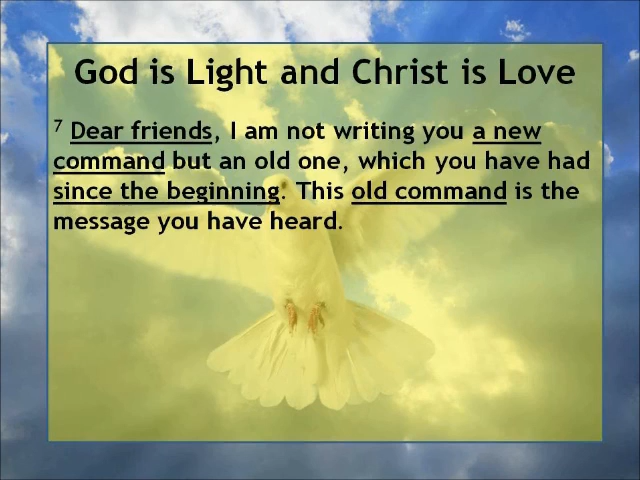 God is Light and Christ is Love
7 Dear friends, I am not writing you a new
command but an old one, which you have had
since the beginning. This old command is the
message you have heard.